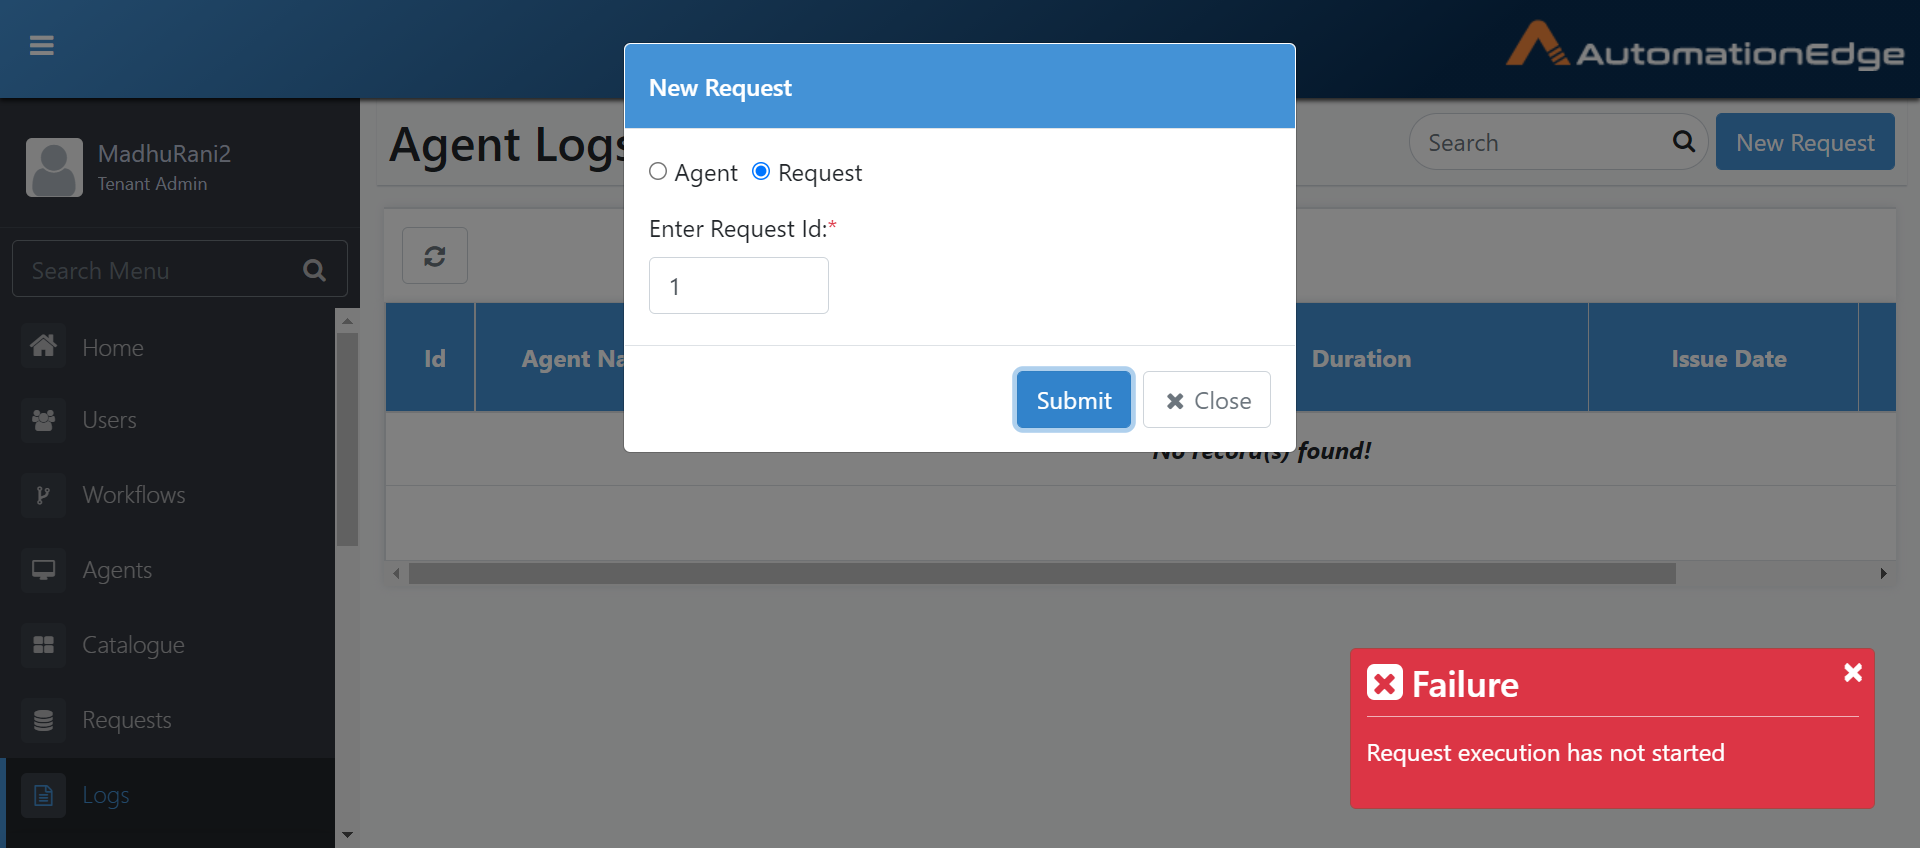 AutomationEdge
MadhuRani2
Tenant Admin
Search Menu
Home
Users
Workflows
Agents
Catalogue
Requests
Logs
Agent Logs
Search
New Request
Id
Agent Na
Duration
Issue Date
No record(s) found!
New Request
Agent
Request
Enter Request Id:*
1
Submit
Close
Failure
Request execution has not started